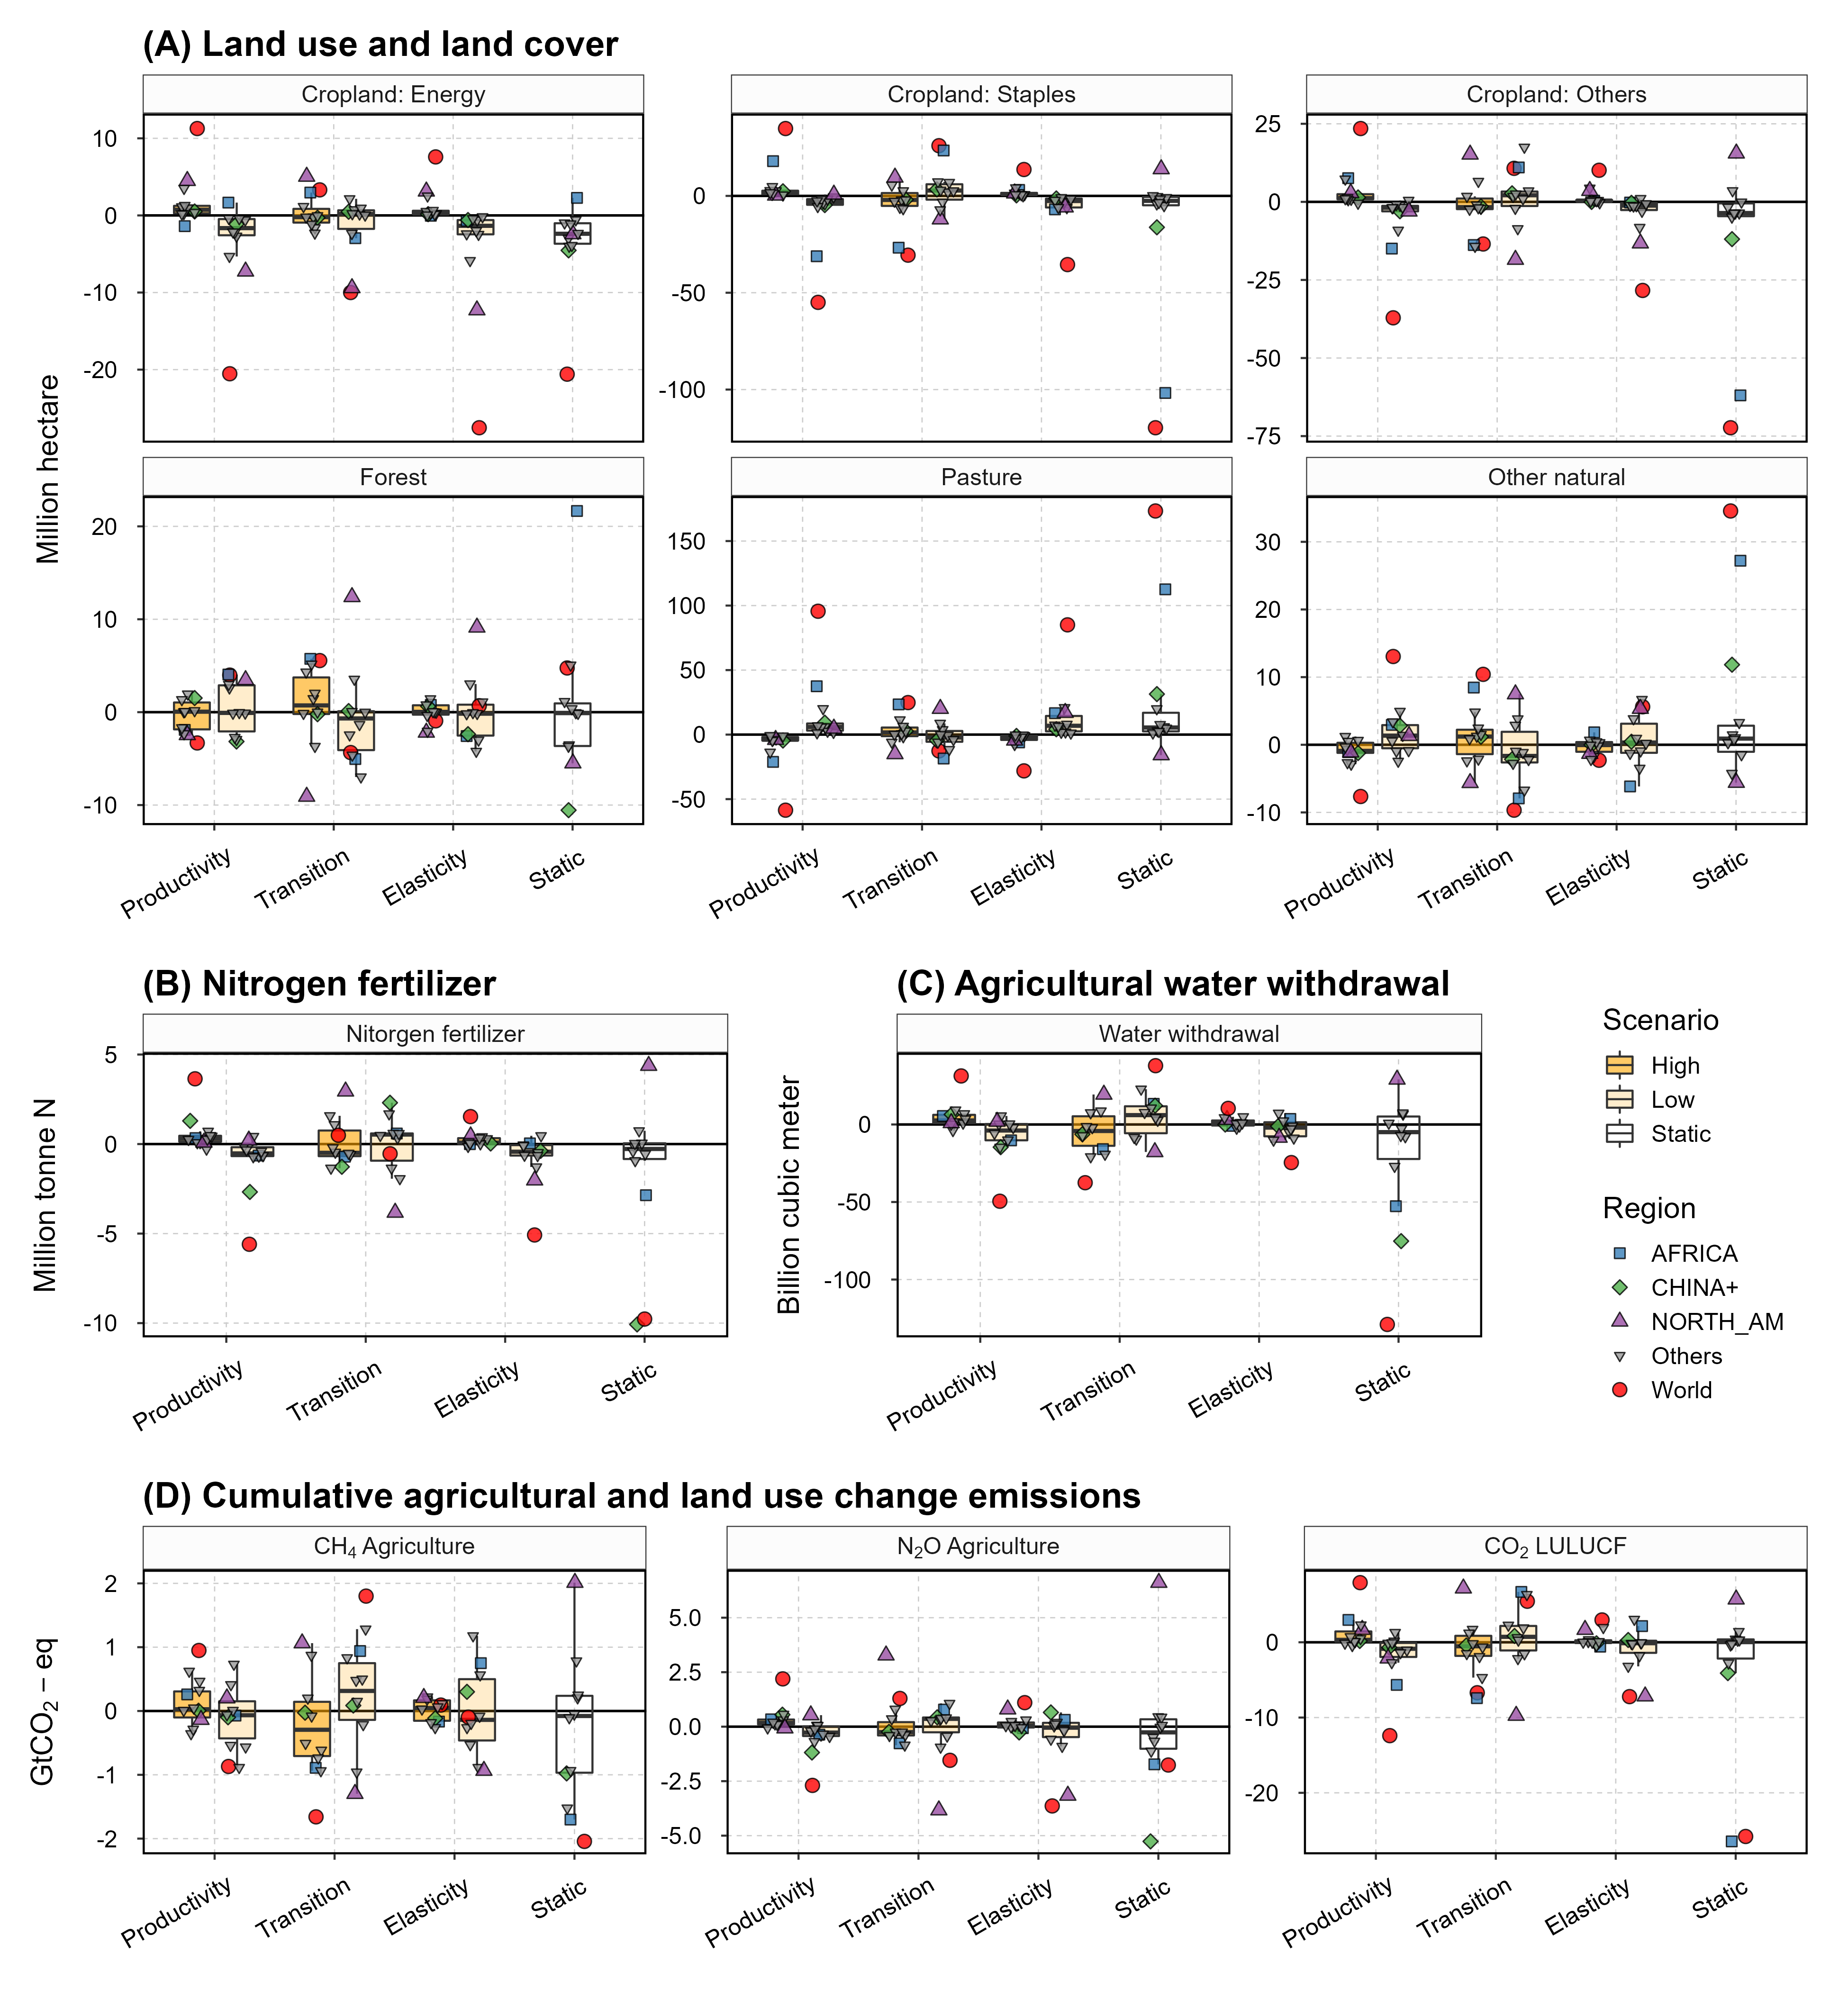 (A) Land use and land cover
Cropland: Energy
Cropland: Staples
Cropland: Others
10
0
-10
-20
0
-50
-100
25
0
-25
-50
-75
Million hectare
Forest
Pasture
Other natural
20
10
0
-10
150
100
50
0
-50
30
20
10
0
-10
Productivity
Transition
Elasticity
Static
Productivity
Transition
Elasticity
Static
Productivity
Transition
Elasticity
Static
(B) Nitrogen fertilizer
Nitorgen fertilizer
Million tonne N
5
0
-5
-10
Productivity
Transition
Elasticity
Static
(C) Agricultural water withdrawal
Water withdrawal
Billion cubic meter
0
-50
-100
Productivity
Transition
Elasticity
Static
Scenario
High
Low
Static
Region
AFRICA
CHINA+
NORTH_AM
Others
World
(D) Cumulative agricultural and land use change emissions
CH₄ Agriculture
N₂O Agriculture
CO₂ LULUCF
GtCO₂ − eq
2
1
0
-1
-2
5.0
2.5
0.0
-2.5
-5.0
0
-10
-20
Productivity
Transition
Elasticity
Static
Productivity
Transition
Elasticity
Static
Productivity
Transition
Elasticity
Static